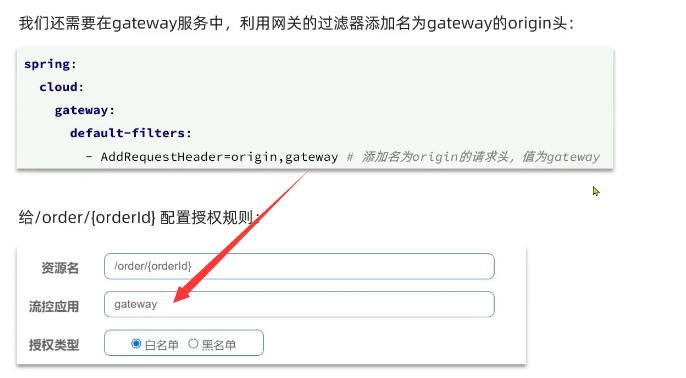 我们还需要在gateway服务中，利用网关的过滤器添加名为gateway的origin头：
spring:
  cloud:
    gateway:
      default-filters:
        - AddRequestHeader=origin,gateway # 添加名为origin的请求头，值为gateway
给/order/{orderId} 配置授权规则：
资源名 /order/{orderId}
流控应用 gateway
授权类型 白名单 黑名单